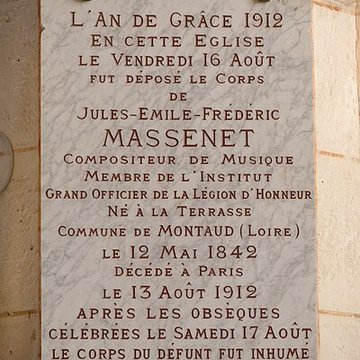 L'AN DE GRÂCE 1912
EN CETTE EGLISE
LE VENDREDI 16 AOÛT
FUT DÉPOSÉ LE CORPS
DE
JULES-EMILE-FRÉDÉRIC
MASSENET
COMPOSITEUR DE MUSIQUE
MEMBRE DE L'INSTITUT
GRAND OFFICIER DE LA LÉGION D'HONNEUR
NÉ À LA TERRASSE
COMMUNE DE MONTAUD (LOIRE)
LE 12 MAI 1842
DÉCÉDÉ À PARIS
LE 13 AOÛT 1912
APRÈS LES OBSÈQUES
CÉLÉBRÉES LE SAMEDI 17 AOÛT
LE CORPS DU DÉFUNT FUT INHUMÉ